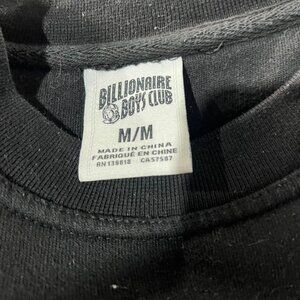 BILLIONAIRE
BOYS CLUB
M/M
MADE IN CHINA
FABRIQUÉ EN CHINE
RN 139818 CA57587